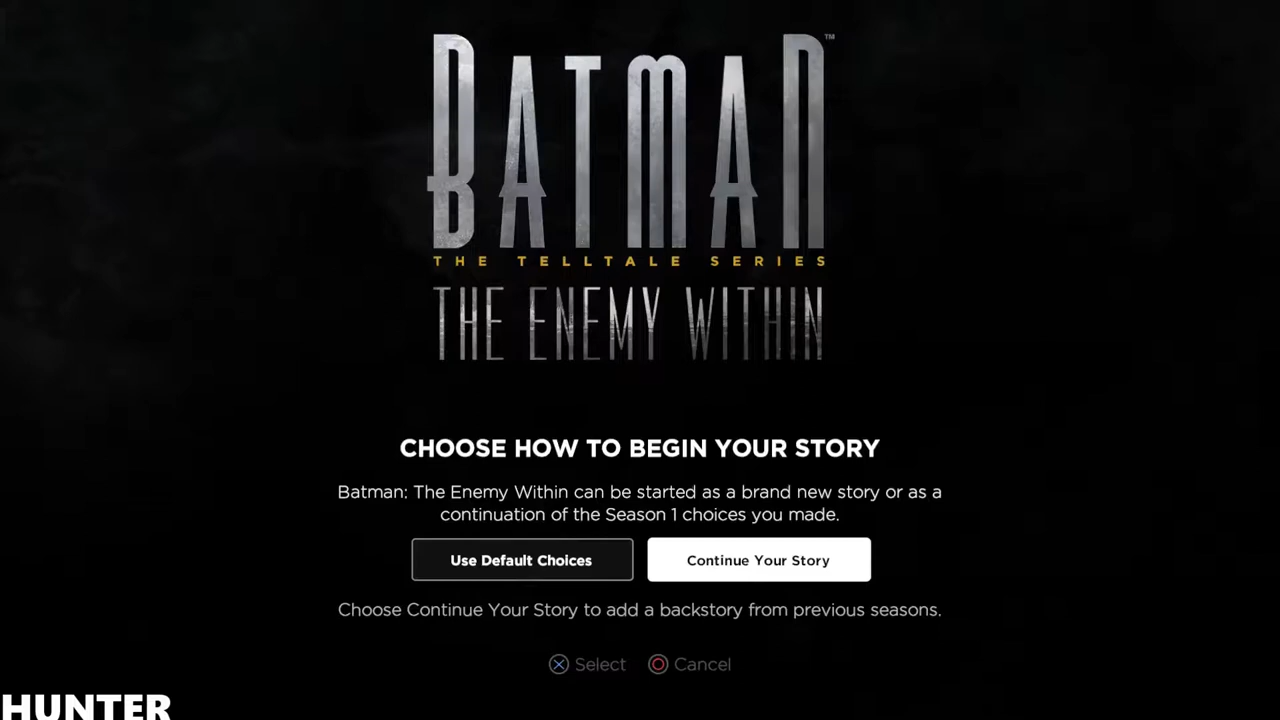 BATMAN™
THE TELLTALE SERIES
THE ENEMY WITHIN
CHOOSE HOW TO BEGIN YOUR STORY
Batman: The Enemy Within can be started as a brand new story or as a
continuation of the Season 1 choices you made.
Use Default Choices
Continue Your Story
Choose Continue Your Story to add a backstory from previous seasons.
Select Cancel
HUNTER